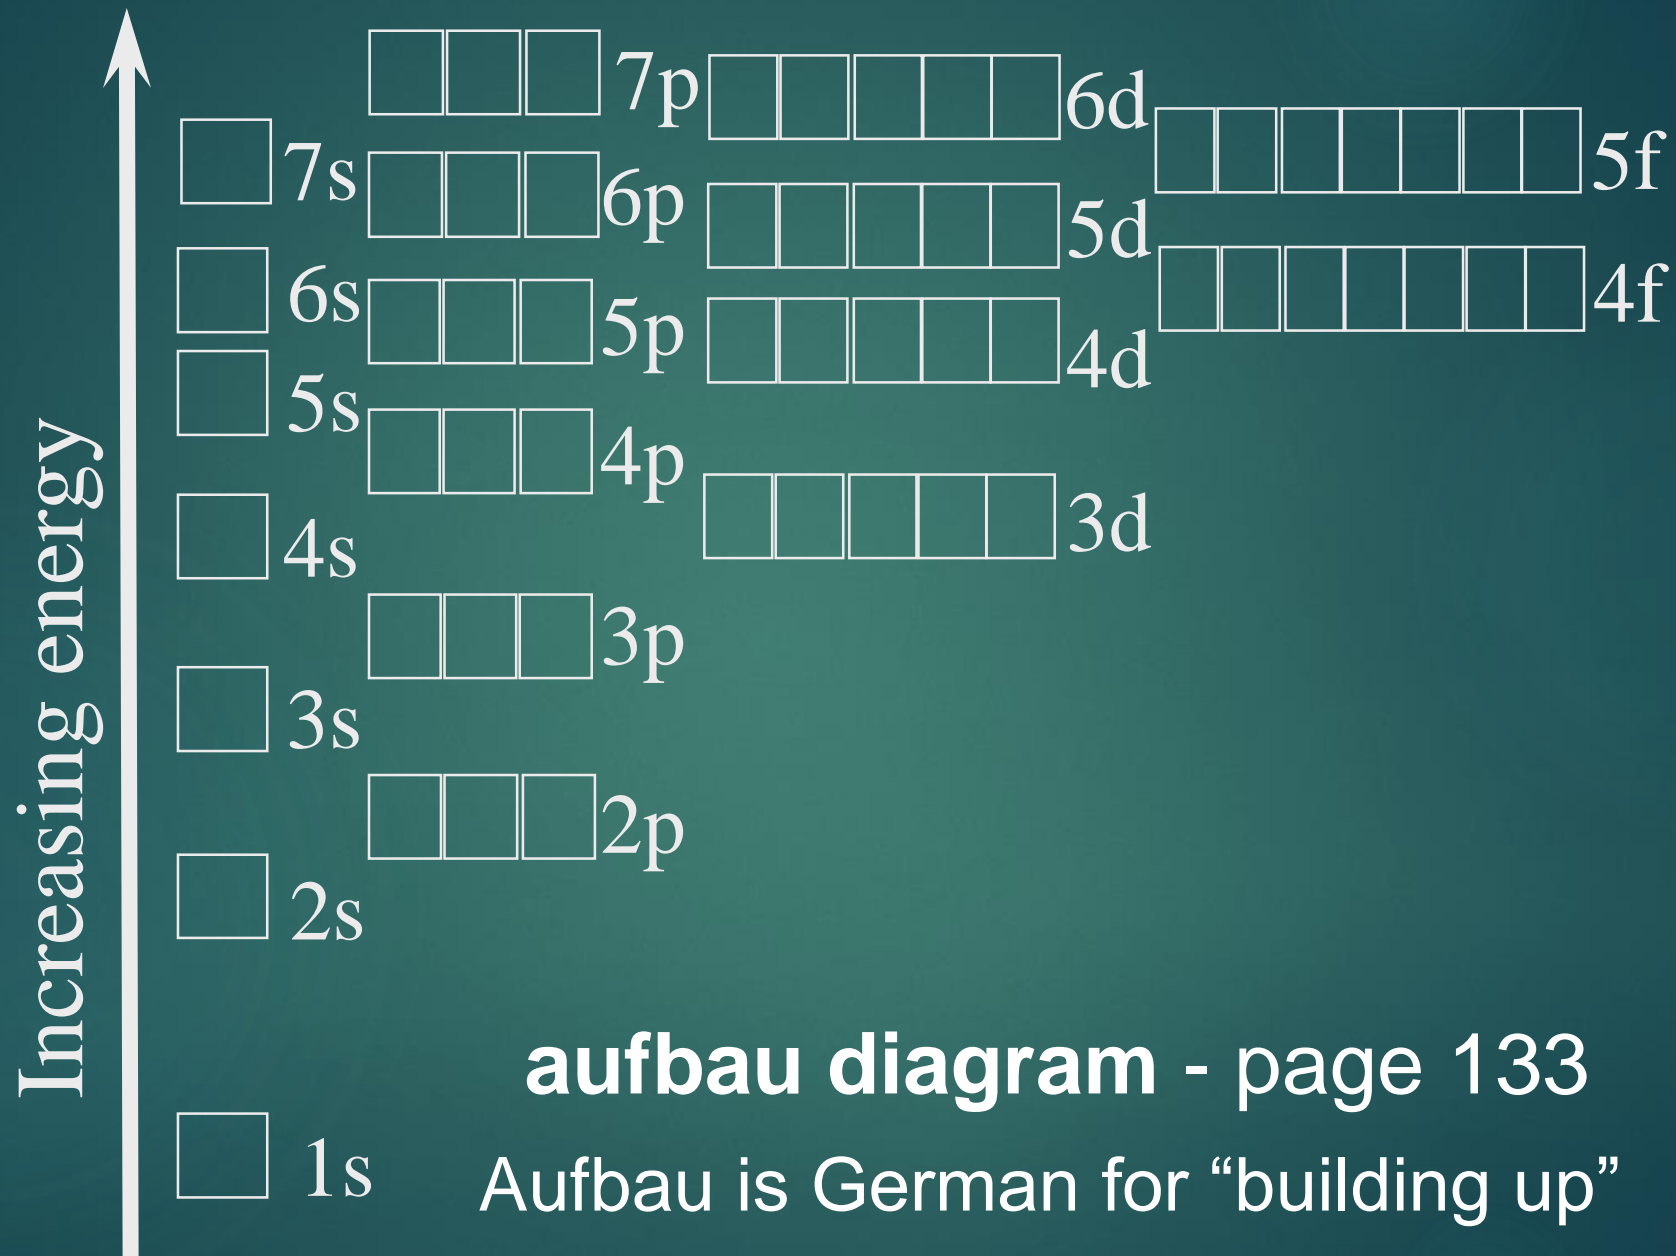 Increasing energy
7p
6d
7s
5f
6p
5d
6s
4f
5p
4d
5s
4p
3d
4s
3p
3s
2p
2s
aufbau diagram - page 133
1s
Aufbau is German for “building up”